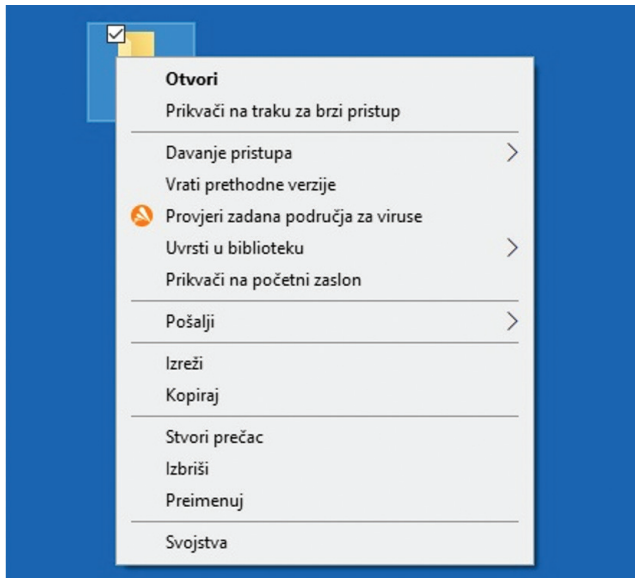 Otvori
Prikvači na traku za brzi pristup
Davanje pristupa
Vrati prethodne verzije
Provjeri zadana područja za viruse
Uvrsti u biblioteku
Prikvači na početni zaslon
Pošalji
Izreži
Kopiraj
Stvori prečac
Izbriši
Preimenuj
Svojstva